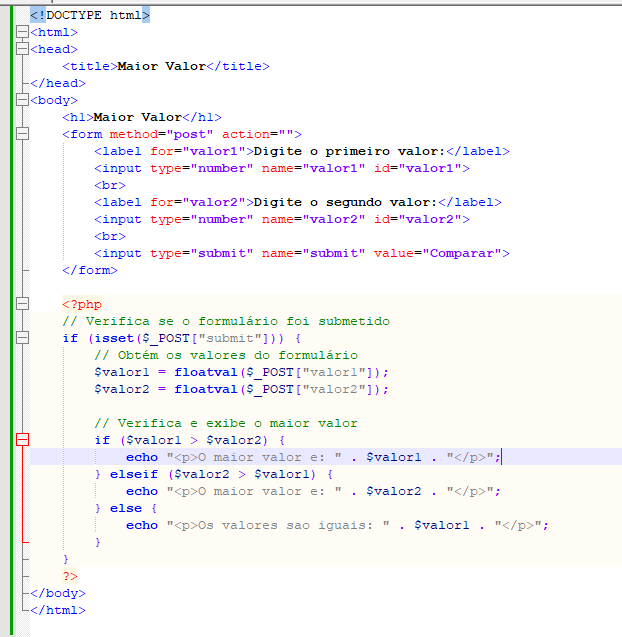 <!DOCTYPE html>
<html>
<head>
    <title>Maior Valor</title>
</head>
<body>
    <h1>Maior Valor</h1>
    <form method="post" action="">
        <label for="valor1">Digite o primeiro valor:</label>
        <input type="number" name="valor1" id="valor1">
        <br>
        <label for="valor2">Digite o segundo valor:</label>
        <input type="number" name="valor2" id="valor2">
        <br>
        <input type="submit" name="submit" value="Comparar">
    </form>

    <?php
    // Verifica se o formulário foi submetido
    if (isset($_POST["submit"])) {
        // Obtém os valores do formulário
        $valor1 = floatval($_POST["valor1"]);
        $valor2 = floatval($_POST["valor2"]);

        // Verifica e exibe o maior valor
        if ($valor1 > $valor2) {
            echo "<p>O maior valor e: " . $valor1 . "</p>";
        } elseif ($valor2 > $valor1) {
            echo "<p>O maior valor e: " . $valor2 . "</p>";
        } else {
            echo "<p>Os valores sao iguais: " . $valor1 . "</p>";
        }
    }
    ?>
</body>
</html>